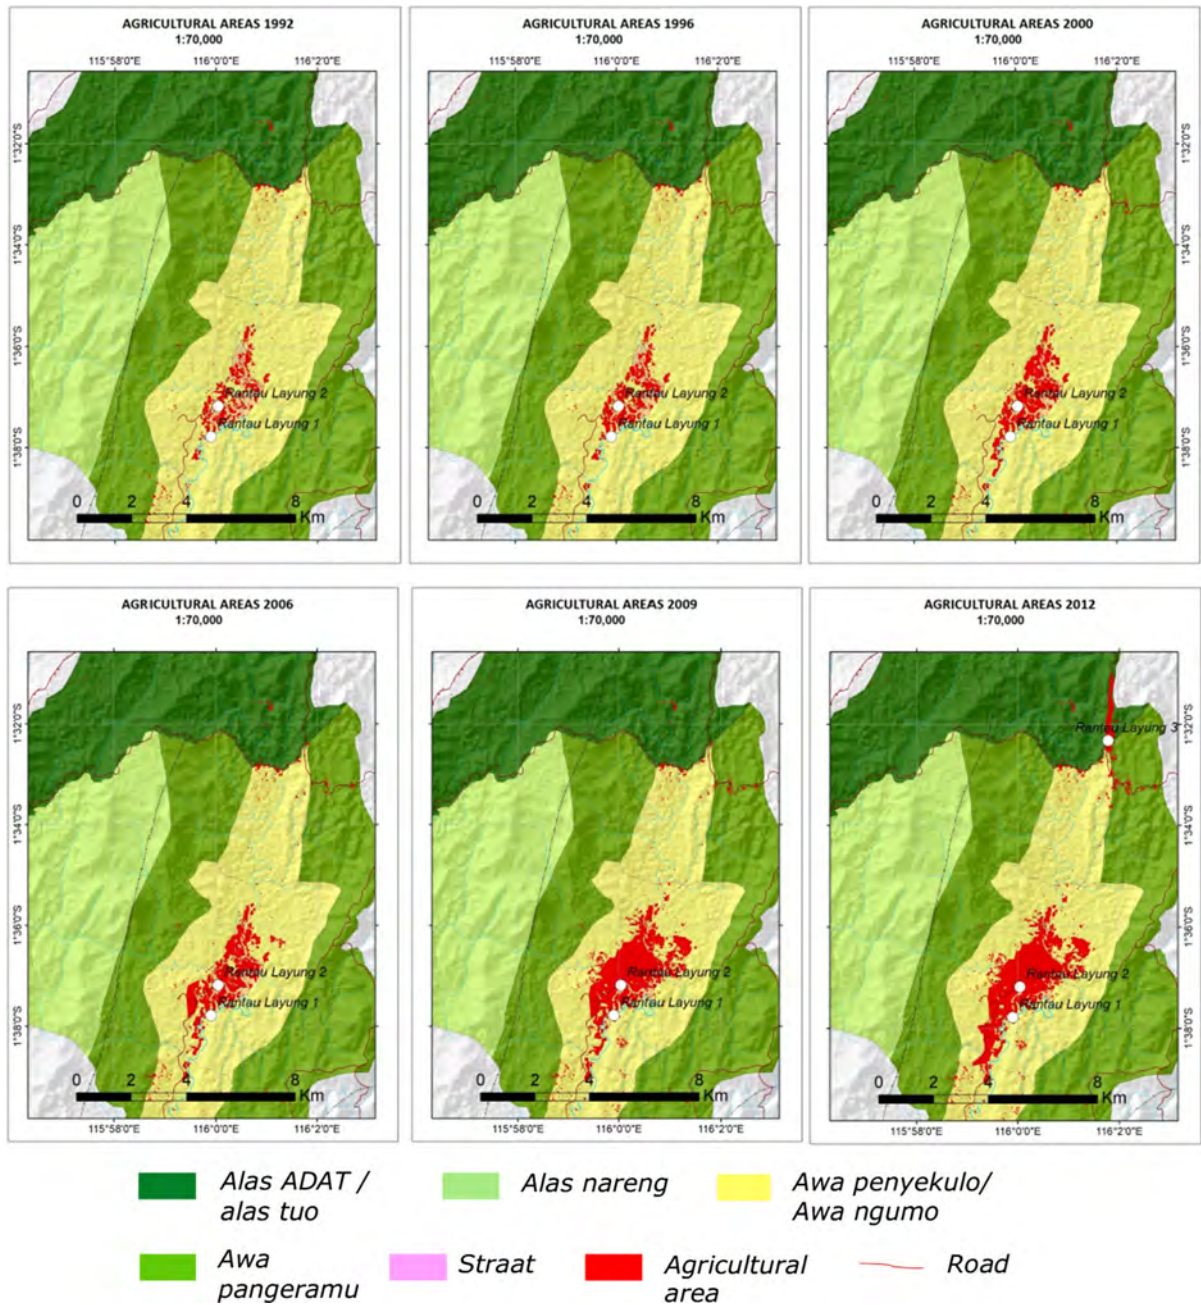 AGRICULTURAL AREAS 1992
1:70,000
115°58'0"E 116°0'0"E 116°2'0"E
1°32'0"S
1°34'0"S
1°36'0"S
1°38'0"S
Rantau Layung 2
Rantau Layung 1
0 2 4 8
Km
AGRICULTURAL AREAS 1996
1:70,000
115°58'0"E 116°0'0"E 116°2'0"E
Rantau Layung 2
Rantau Layung 1
0 2 4 8
Km
AGRICULTURAL AREAS 2000
1:70,000
115°58'0"E 116°0'0"E 116°2'0"E
1°32'0"S
1°34'0"S
1°36'0"S
1°38'0"S
Rantau Layung 2
Rantau Layung 1
0 2 4 8
Km
AGRICULTURAL AREAS 2006
1:70,000
1°32'0"S
1°34'0"S
1°36'0"S
1°38'0"S
Rantau Layung 2
Rantau Layung 1
0 2 4 8
Km
115°58'0"E 116°0'0"E 116°2'0"E
AGRICULTURAL AREAS 2009
1:70,000
Rantau Layung 2
Rantau Layung 1
0 2 4 8
Km
115°58'0"E 116°0'0"E 116°2'0"E
AGRICULTURAL AREAS 2012
1:70,000
1°32'0"S
Rantau Layung 3
1°34'0"S
1°36'0"S
1°38'0"S
Rantau Layung 2
Rantau Layung 1
0 2 4 8
Km
115°58'0"E 116°0'0"E 116°2'0"E
Alas ADAT /
alas tuo
Alas nareng
Awa penyekulo/
Awa ngumo
Awa
pangeramu
Straat
Agricultural
area
Road